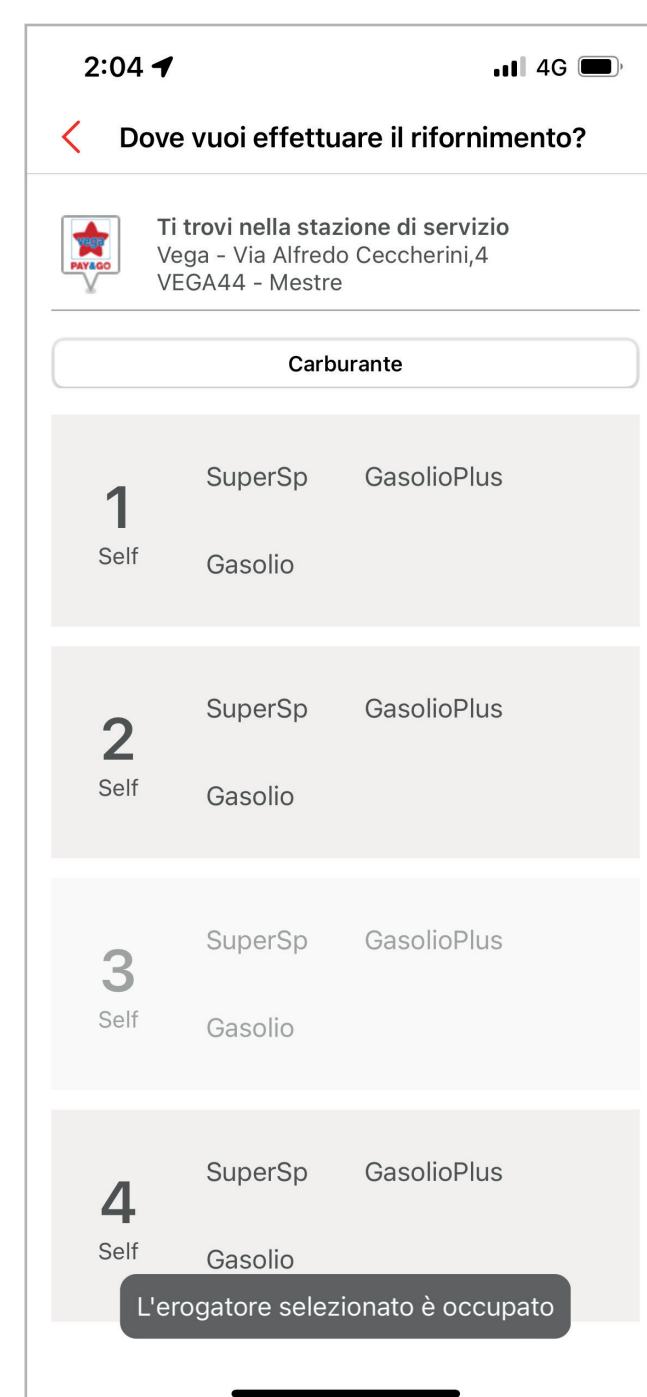 2:04
4G
Dove vuoi effettuare il rifornimento?
vega
PAY&GO
Ti trovi nella stazione di servizio
Vega - Via Alfredo Ceccherini,4
VEGA44 - Mestre
Carburante
1
Self
SuperSp GasolioPlus
Gasolio
2
Self
SuperSp GasolioPlus
Gasolio
3
Self
SuperSp GasolioPlus
Gasolio
4
Self
SuperSp GasolioPlus
Gasolio
L'erogatore selezionato è occupato